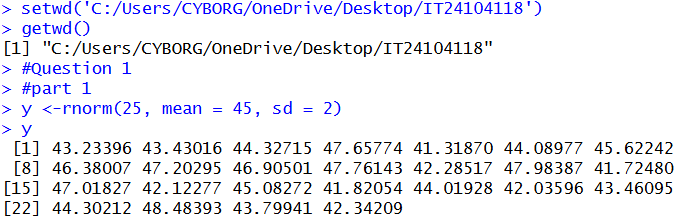 > setwd('C:/Users/CYBORG/OneDrive/Desktop/IT24104118')
> getwd()
[1] "C:/Users/CYBORG/OneDrive/Desktop/IT24104118"
> #Question 1
> #part 1
> y <-rnorm(25, mean = 45, sd = 2)
> y
 [1] 43.23396 43.43016 44.32715 47.65774 41.31870 44.08977 45.62242
 [8] 46.38007 47.20295 46.90501 47.76143 42.28517 47.98387 41.72480
[15] 47.01827 42.12277 45.08272 41.82054 44.01928 42.03596 43.46095
[22] 44.30212 48.48393 43.79941 42.34209